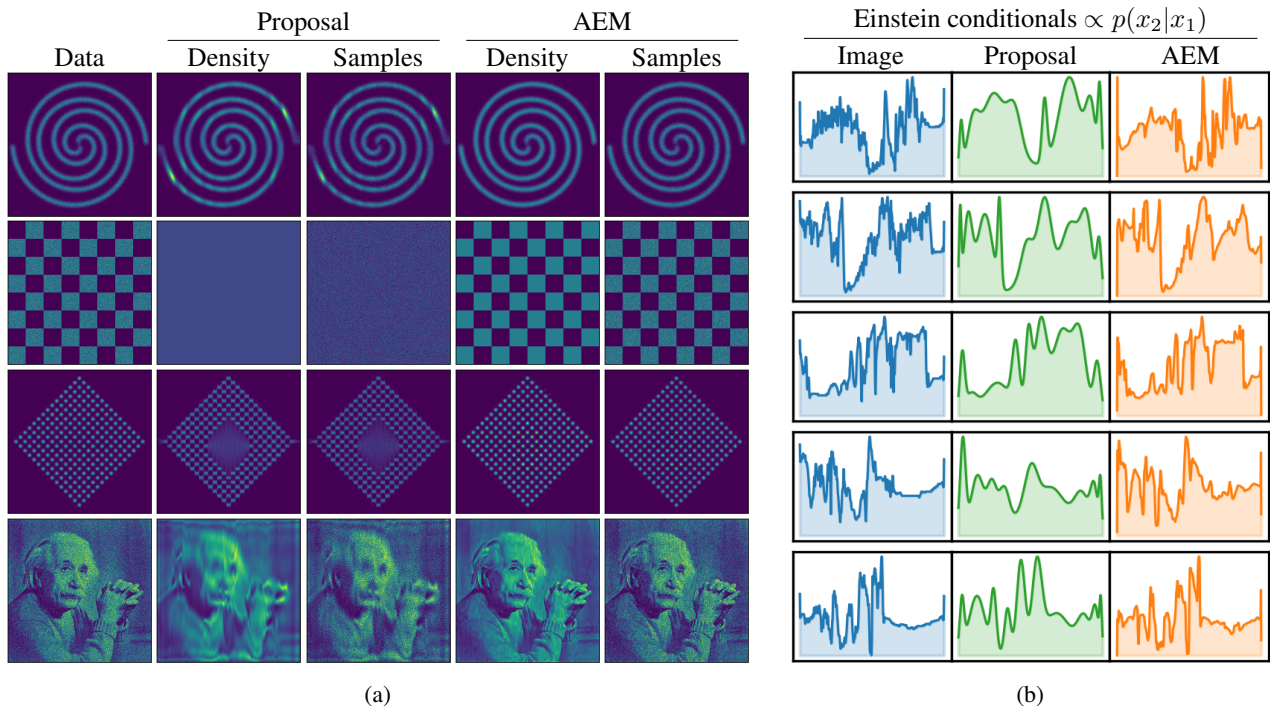 Proposal AEM
Data Density Samples Density Samples
(a)
Einstein conditionals ∝ p(x₂|x₁)
Image Proposal AEM
(b)